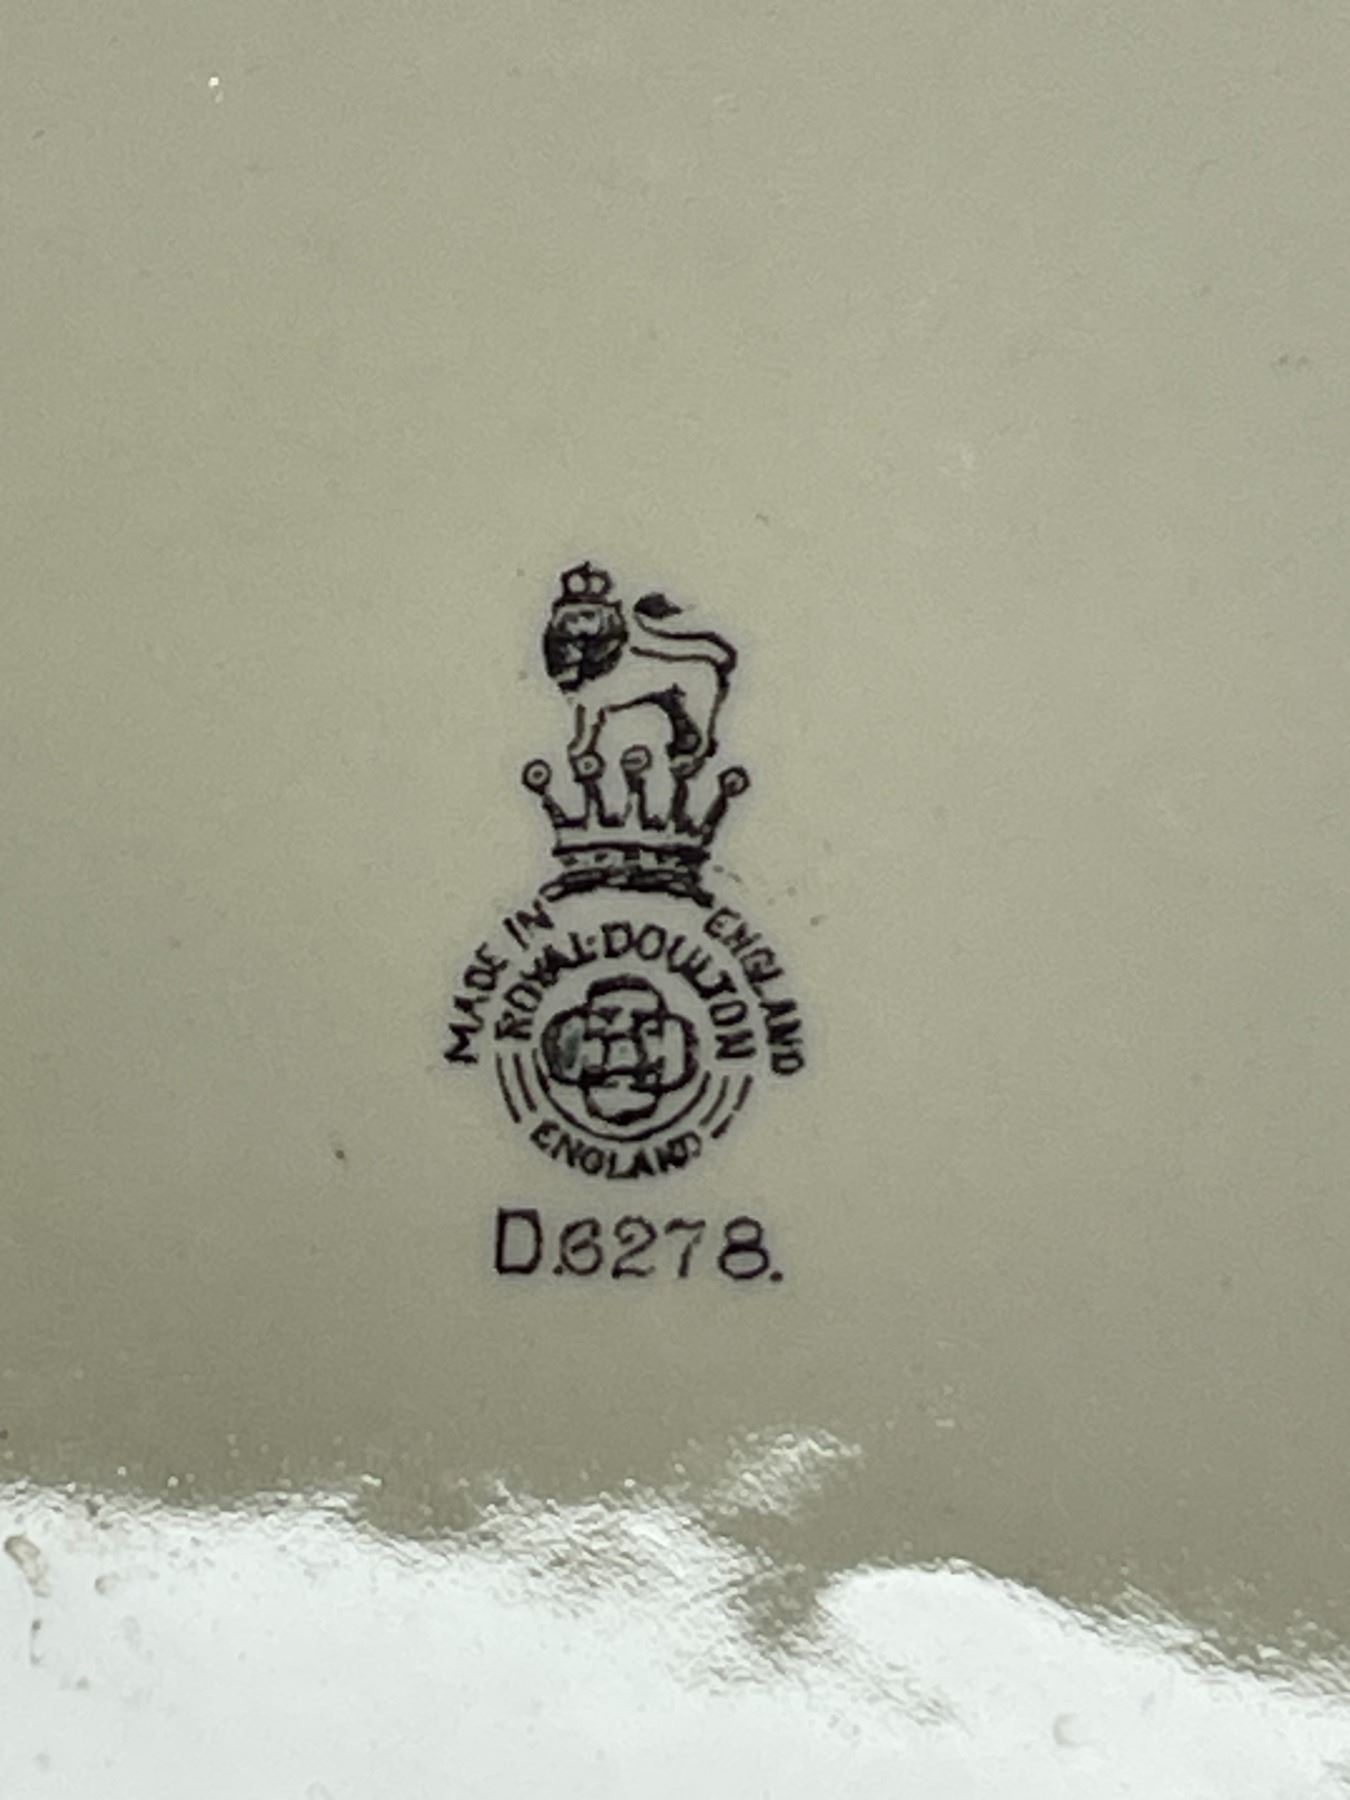 MADE IN ENGLAND
ROYAL·DOULTON
ENGLAND
D.6278.